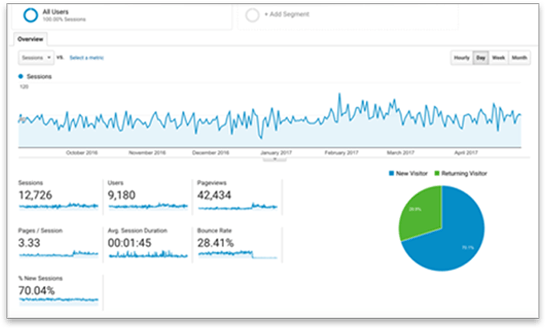 All Users
100.00% Sessions
+ Add Segment
Overview
Sessions VS. Select a metric
Hourly Day Week Month
Sessions
120
October 2016 November 2016 December 2016 January 2017 February 2017 March 2017 April 2017
New Visitor Returning Visitor
Sessions Users Pageviews
12,726 9,180 42,434
Pages / Session Avg. Session Duration Bounce Rate
3.33 00:01:45 28.41%
% New Sessions
70.04%
29.9%
70.1%